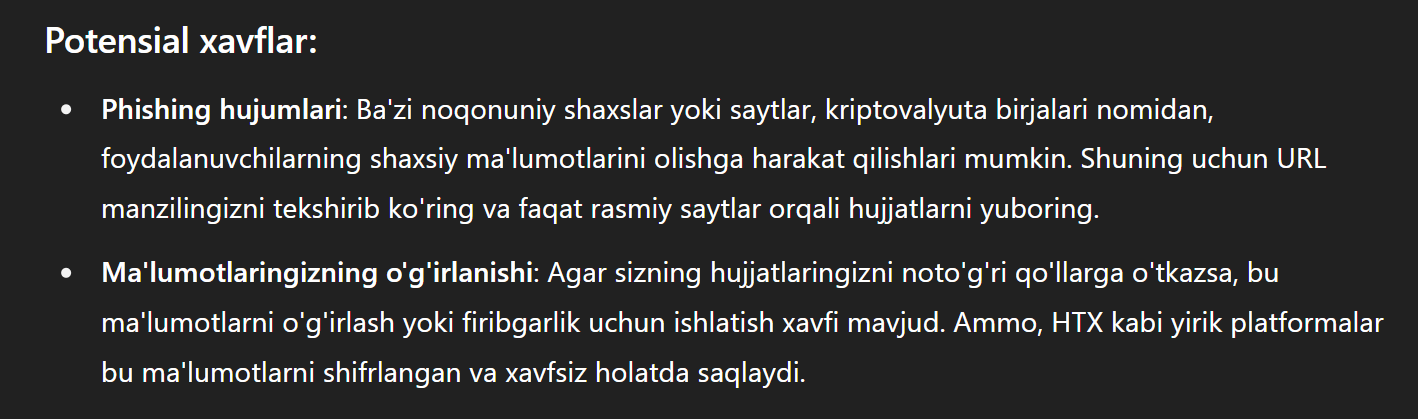 Potensial xavflar:
• Phishing hujumlari: Ba'zi noqonuniy shaxslar yoki saytlar, kriptovalyuta birjalari nomidan,
foydalanuvchilarning shaxsiy ma'lumotlarini olishga harakat qilishlari mumkin. Shuning uchun URL
manzilingizni tekshirib ko'ring va faqat rasmiy saytlar orqali hujjatlarni yuboring.
• Ma'lumotlaringizning o'g'irlanishi: Agar sizning hujjatlaringizni noto'g'ri qo'llarga o'tkazsa, bu
ma'lumotlarni o'g'irlash yoki firibgarlik uchun ishlatish xavfi mavjud. Ammo, HTX kabi yirik platformalar
bu ma'lumotlarni shifrlangan va xavfsiz holatda saqlaydi.